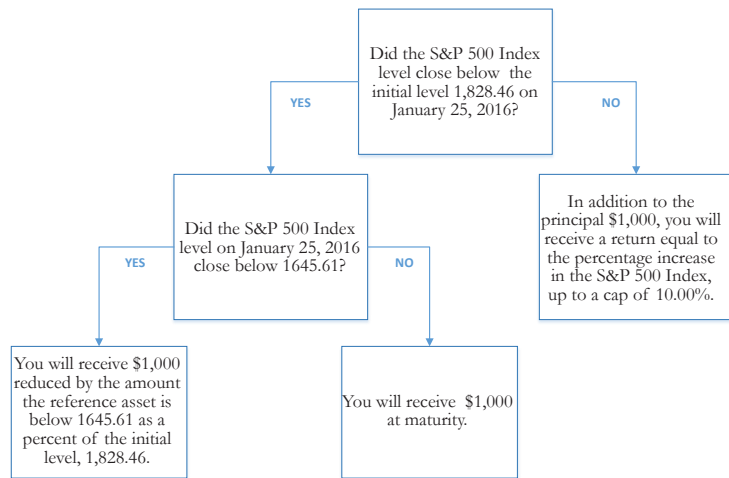 Did the S&P 500 Index
level close below the
initial level 1,828.46 on
January 25, 2016?
YES
NO
Did the S&P 500 Index
level on January 25, 2016
close below 1645.61?
In addition to the
principal $1,000, you will
receive a return equal to
the percentage increase
in the S&P 500 Index,
up to a cap of 10.00%.
YES
NO
You will receive $1,000
reduced by the amount
the reference asset is
below 1645.61 as a
percent of the initial
level, 1,828.46.
You will receive $1,000
at maturity.